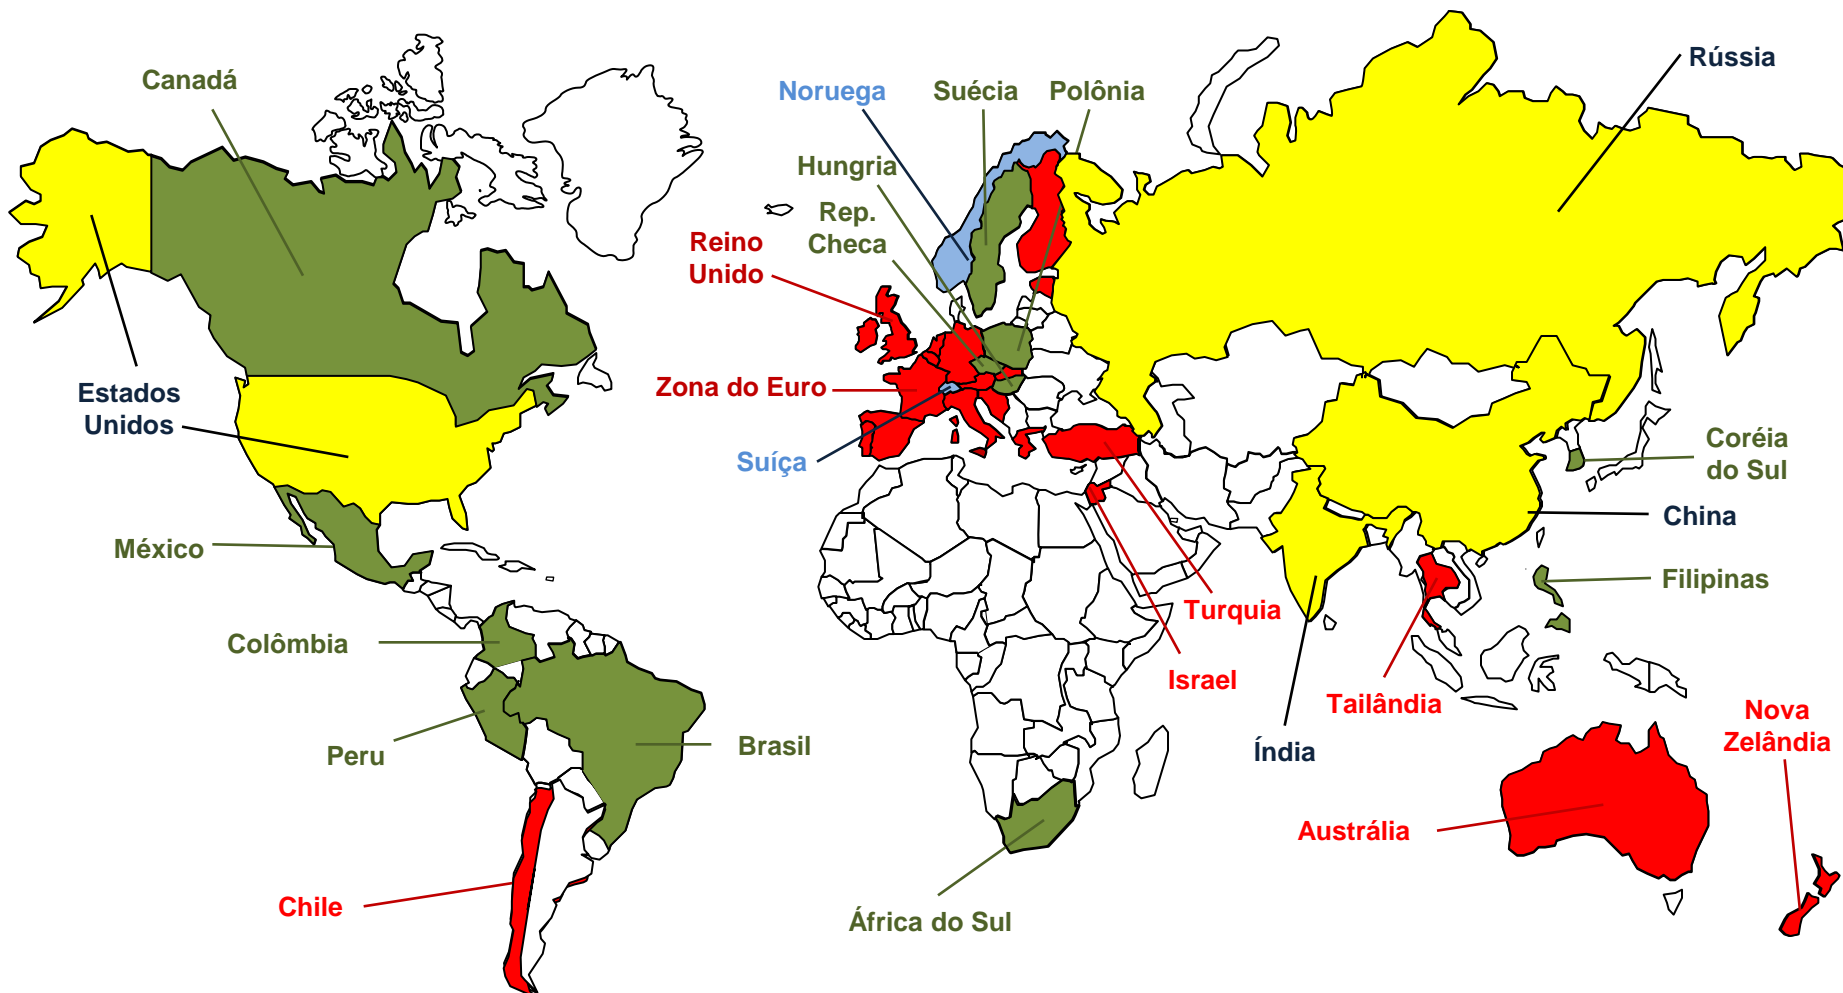 Canadá
Noruega
Suécia
Polônia
Rússia
Hungria
Rep.
Checa
Reino
Unido
Zona do Euro
Estados
Unidos
Suíça
Coréia
do Sul
China
México
Filipinas
Turquia
Colômbia
Israel
Tailândia
Nova
Zelândia
Peru
Brasil
Índia
Austrália
Chile
África do Sul